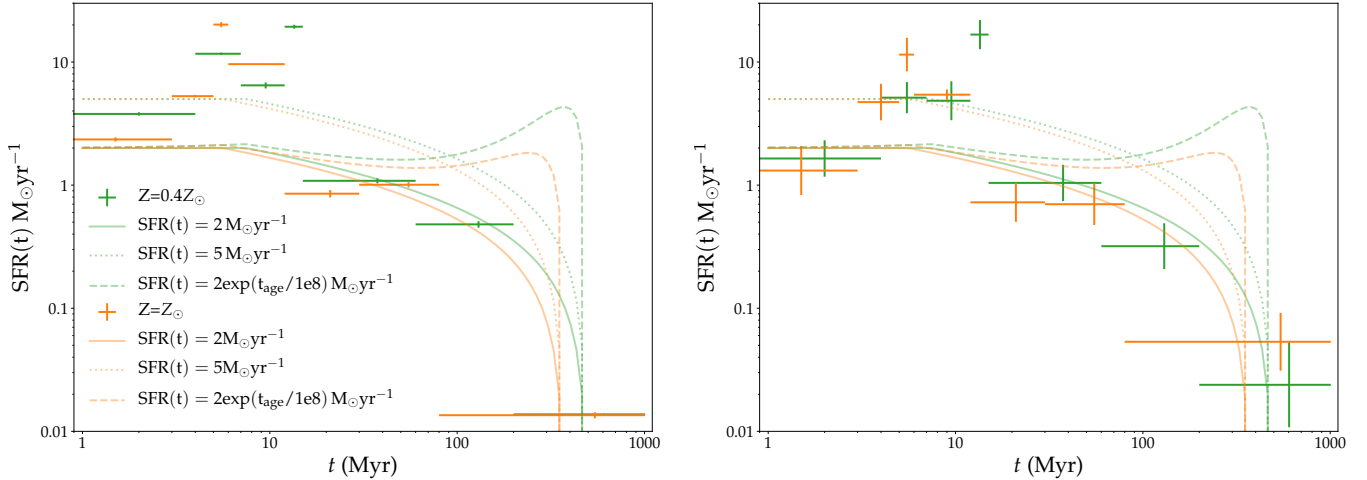 SFR(t) M☉yr⁻¹
10
1
0.1
0.01
Z=0.4Z☉
SFR(t) = 2 M☉yr⁻¹
SFR(t) = 5 M☉yr⁻¹
SFR(t) = 2exp(t_age/1e8) M☉yr⁻¹
Z=Z☉
SFR(t) = 2M☉yr⁻¹
SFR(t) = 5M☉yr⁻¹
SFR(t) = 2exp(t_age/1e8) M☉yr⁻¹
1 10 100 1000
t (Myr)
SFR(t) M☉yr⁻¹
10
1
0.1
0.01
1 10 100 1000
t (Myr)